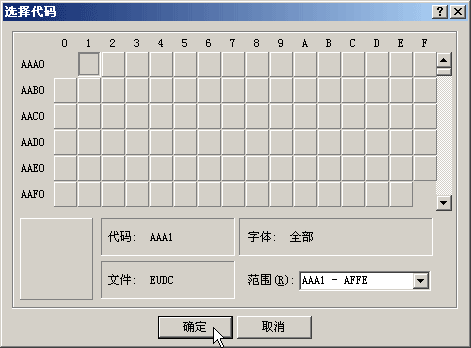 选择代码
0 1 2 3 4 5 6 7 8 9 A B C D E F
AAA0
AAB0
AAC0
AAD0
AAE0
AAF0
代码: AAA1 字体: 全部
文件: EUDC 范围(R): AAA1 - AFFE
确定 取消